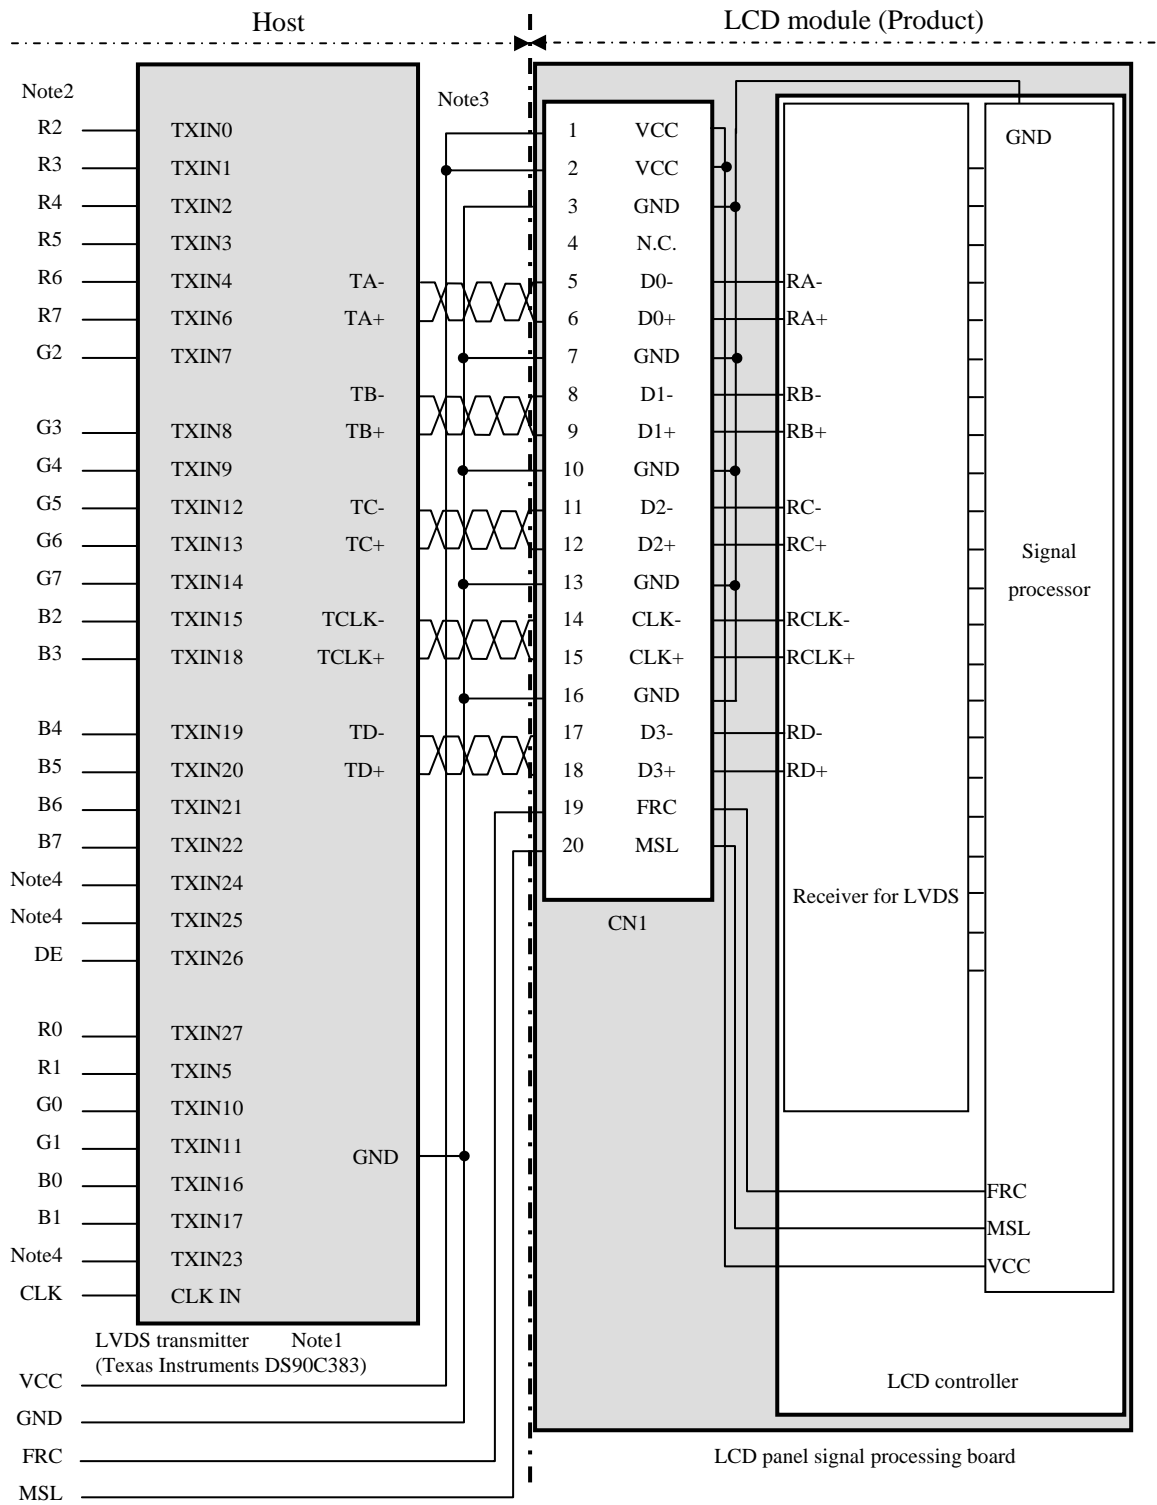 Host
LCD module (Product)
Note2
Note3
R2 TXIN0
R3 TXIN1
R4 TXIN2
R5 TXIN3
R6 TXIN4 TA-
R7 TXIN6 TA+
G2 TXIN7
TB-
G3 TXIN8 TB+
G4 TXIN9
G5 TXIN12 TC-
G6 TXIN13 TC+
G7 TXIN14
B2 TXIN15 TCLK-
B3 TXIN18 TCLK+
B4 TXIN19 TD-
B5 TXIN20 TD+
B6 TXIN21
B7 TXIN22
Note4 TXIN24
Note4 TXIN25
DE TXIN26
R0 TXIN27
R1 TXIN5
G0 TXIN10
G1 TXIN11 GND
B0 TXIN16
B1 TXIN17
Note4 TXIN23
CLK CLK IN
LVDS transmitter Note1
(Texas Instruments DS90C383)
VCC
GND
FRC
MSL
1 VCC
2 VCC
3 GND
4 N.C.
5 D0-
6 D0+
7 GND
8 D1-
9 D1+
10 GND
11 D2-
12 D2+
13 GND
14 CLK-
15 CLK+
16 GND
17 D3-
18 D3+
19 FRC
20 MSL
CN1
RA-
RA+
RB-
RB+
RC-
RC+
RCLK-
RCLK+
RD-
RD+
Receiver for LVDS
GND
Signal
processor
FRC
MSL
VCC
LCD controller
LCD panel signal processing board